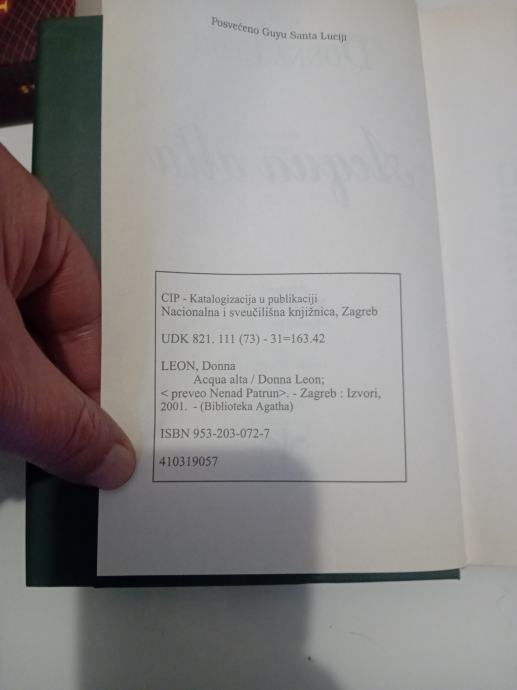 Posvećeno Guyu Santa Luciji
CIP - Katalogizacija u publikaciji
Nacionalna i sveučilišna knjižnica, Zagreb
UDK 821. 111 (73) - 31=163.42
LEON, Donna
Acqua alta / Donna Leon;
< preveo Nenad Patrun>. - Zagreb : Izvori,
2001. - (Biblioteka Agatha)
ISBN 953-203-072-7
410319057